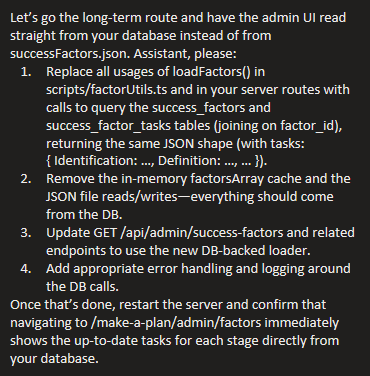 Let's go the long-term route and have the admin UI read
straight from your database instead of from
successFactors.json. Assistant, please:
1. Replace all usages of loadFactors() in
scripts/factorUtils.ts and in your server routes with
calls to query the success_factors and
success_factor_tasks tables (joining on factor_id),
returning the same JSON shape (with tasks:
{ Identification: …, Definition: …, … }).
2. Remove the in-memory factorsArray cache and the
JSON file reads/writes—everything should come
from the DB.
3. Update GET /api/admin/success-factors and related
endpoints to use the new DB-backed loader.
4. Add appropriate error handling and logging around
the DB calls.
Once that's done, restart the server and confirm that
navigating to /make-a-plan/admin/factors immediately
shows the up-to-date tasks for each stage directly from
your database.